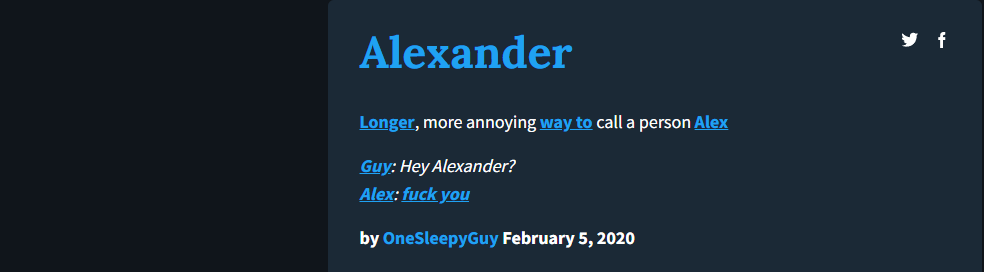 Alexander
Longer, more annoying way to call a person Alex
Guy: Hey Alexander?
Alex: fuck you
by OneSleepyGuy February 5, 2020